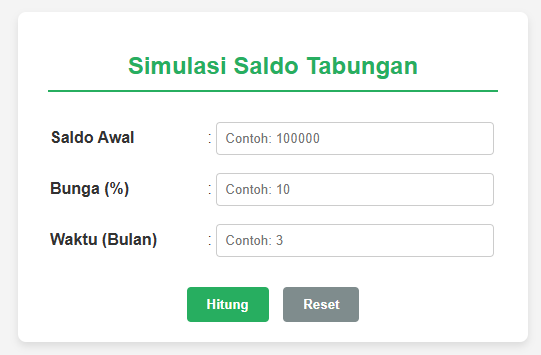 Simulasi Saldo Tabungan
Saldo Awal : Contoh: 100000
Bunga (%) : Contoh: 10
Waktu (Bulan) : Contoh: 3
Hitung Reset